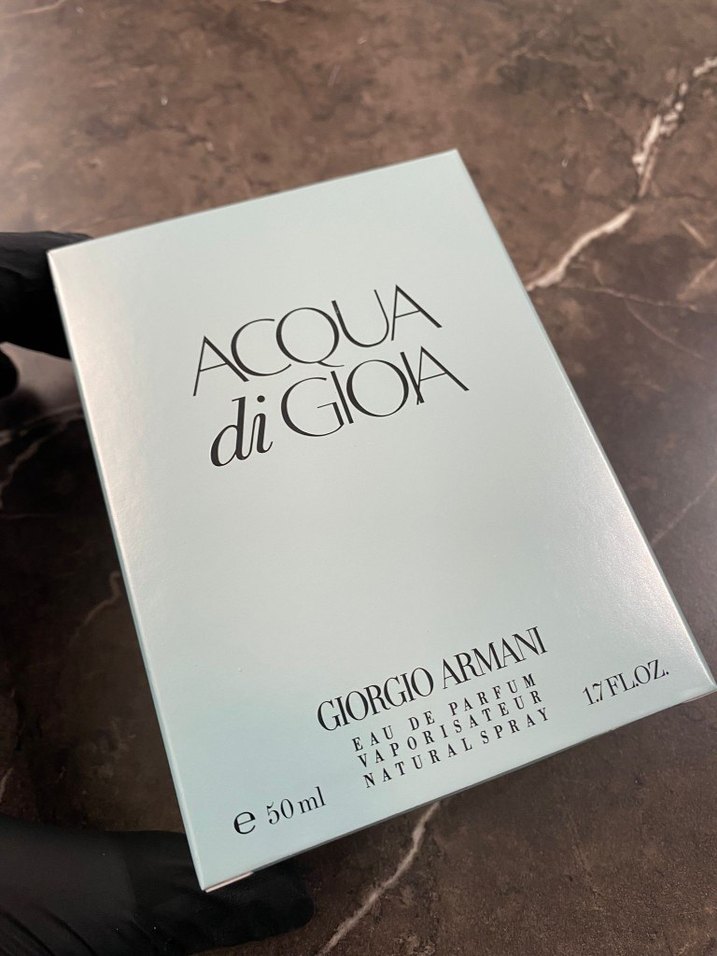 ACQUA
di GIOIA
GIORGIO ARMANI
EAU DE PARFUM
VAPORISATEUR
NATURAL SPRAY
℮ 50 ml
1.7 FL.OZ.